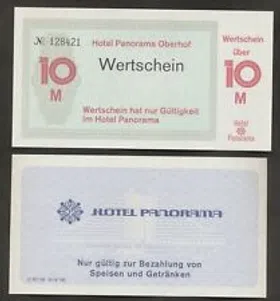 № 128421
Hotel Panorama Oberhof
Wertschein
10
M
Wertschein hat nur Gültigkeit
im Hotel Panorama
Wertschein
über
10
M
Hotel
Panorama
HOTEL PANORAMA
Nur gültig zur Bezahlung von
Speisen und Getränken